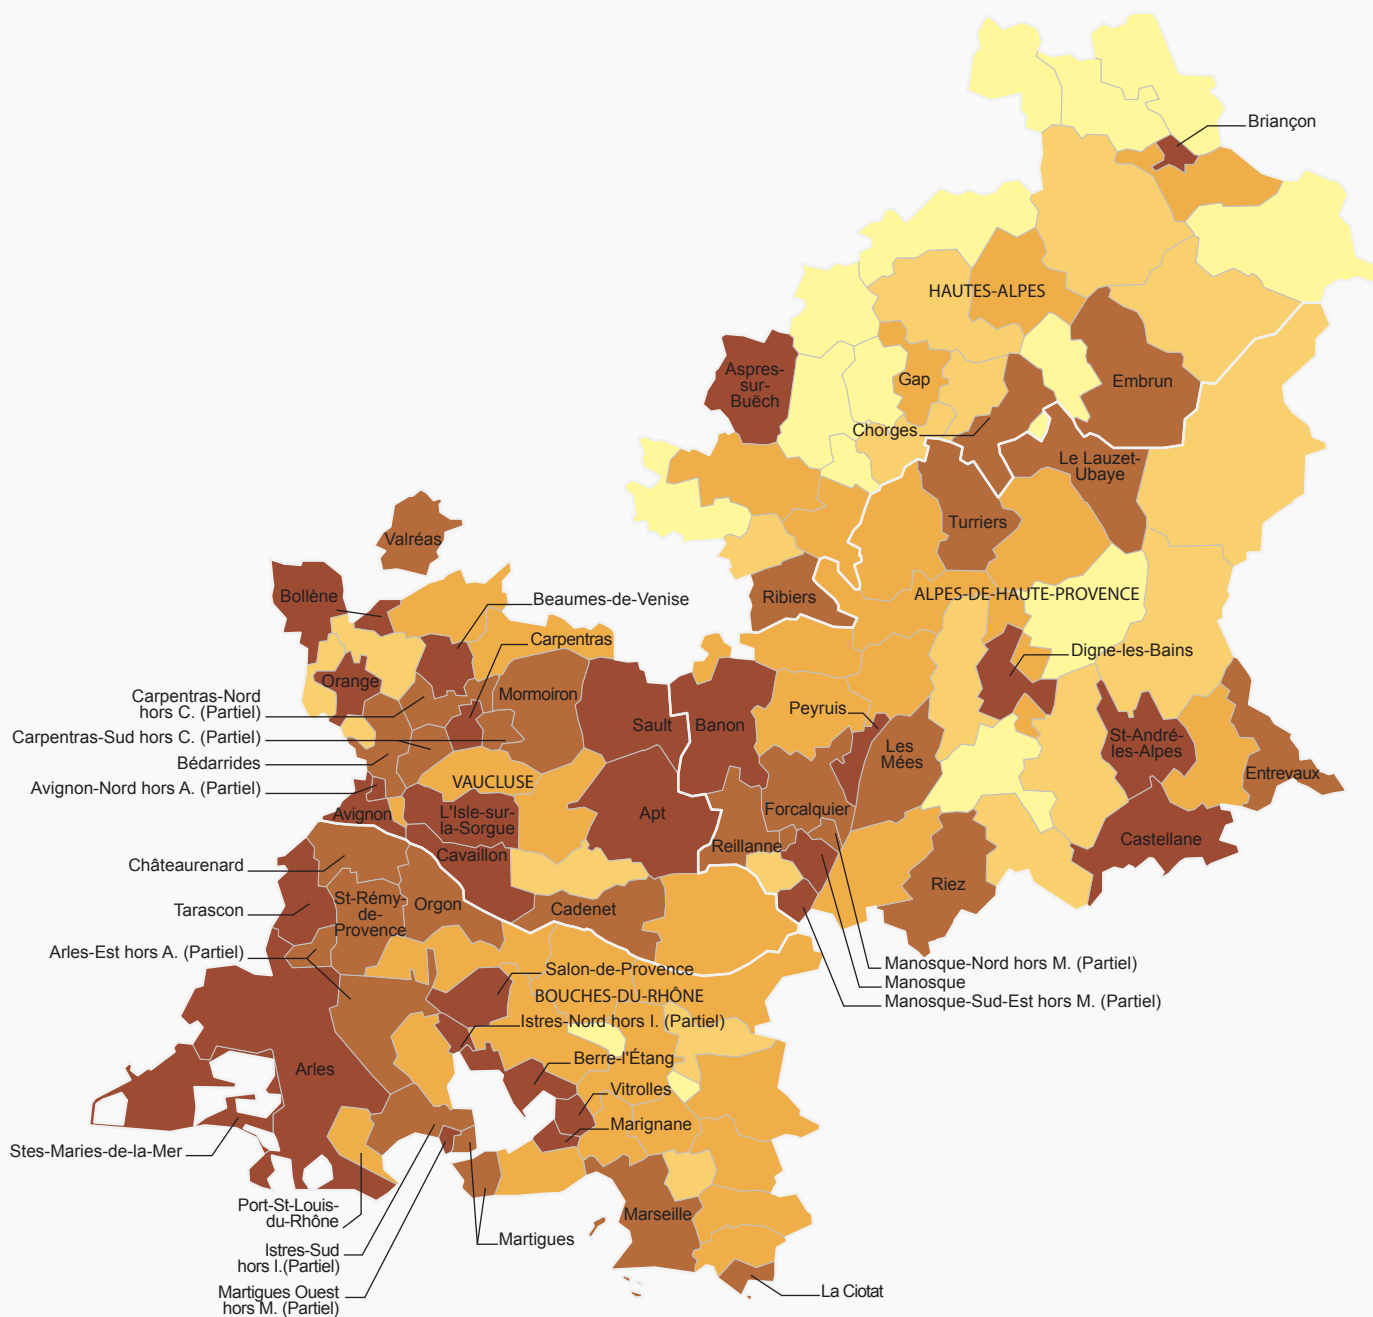 Briançon
HAUTES-ALPES
Aspres-
sur-
Buëch
Gap
Embrun
Chorges
Le Lauzet-
Ubaye
Turriers
Valréas
Bollène
Beaumes-de-Venise
Ribiers
ALPES-DE-HAUTE-PROVENCE
Carpentras
Digne-les-Bains
Orange
Carpentras-Nord
hors C. (Partiel)
Mormoiron
Peyruis
Sault
Banon
Carpentras-Sud hors C. (Partiel)
St-André-
les-Alpes
Les
Mées
Bédarrides
Entrevaux
VAUCLUSE
Avignon-Nord hors A. (Partiel)
Avignon
L'Isle-sur-
la-Sorgue
Apt
Forcalquier
Reillanne
Castellane
Cavaillon
Châteaurenard
Riez
St-Rémy-
de-
Provence
Orgon
Cadenet
Tarascon
Arles-Est hors A. (Partiel)
Manosque-Nord hors M. (Partiel)
Manosque
Manosque-Sud-Est hors M. (Partiel)
Salon-de-Provence
BOUCHES-DU-RHÔNE
Istres-Nord hors I. (Partiel)
Berre-l'Étang
Arles
Vitrolles
Marignane
Stes-Maries-de-la-Mer
Port-St-Louis-
du-Rhône
Marseille
Martigues
Istres-Sud
hors I.(Partiel)
La Ciotat
Martigues Ouest
hors M. (Partiel)